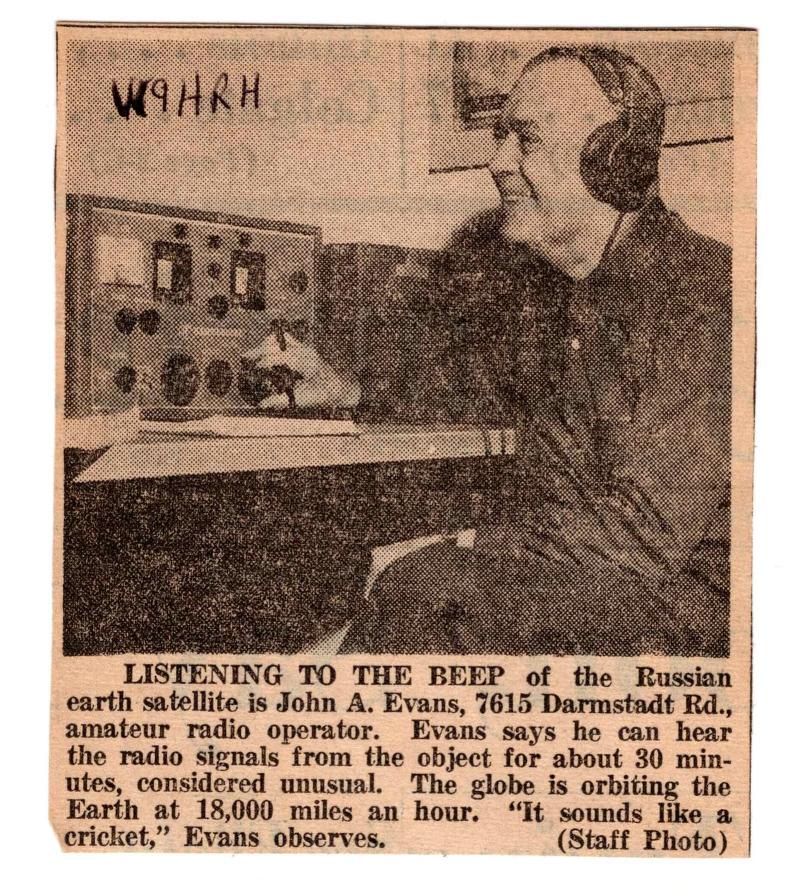 W9HRH
LISTENING TO THE BEEP of the Russian
earth satellite is John A. Evans, 7615 Darmstadt Rd.,
amateur radio operator. Evans says he can hear
the radio signals from the object for about 30 min-
utes, considered unusual. The globe is orbiting the
Earth at 18,000 miles an hour. “It sounds like a
cricket,” Evans observes. (Staff Photo)